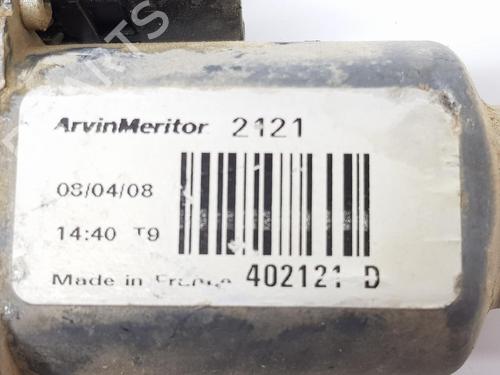 ArvinMeritor 2121
08/04/08
14:40 T9
Made in France 402121 D